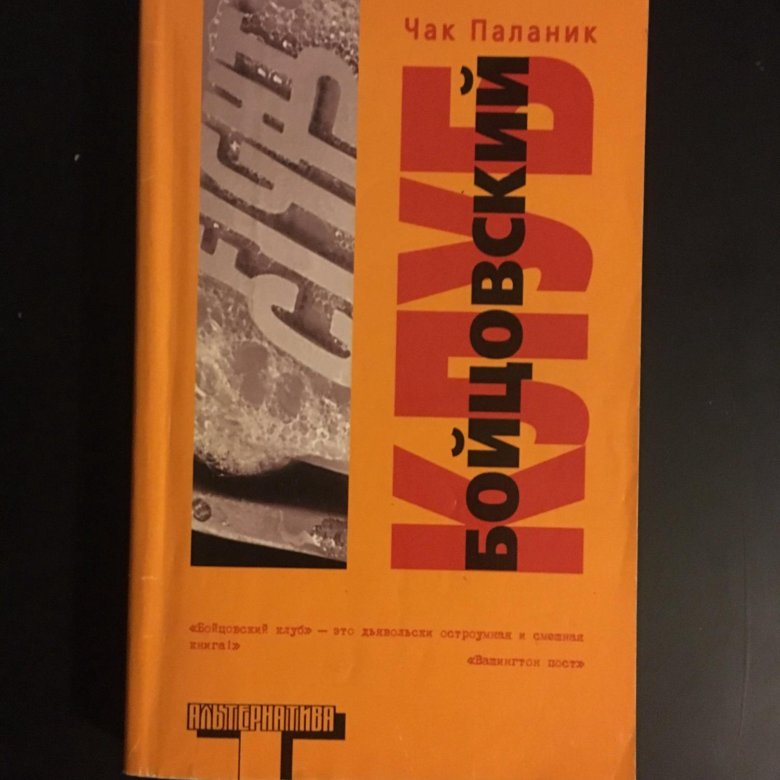 Чак Паланик
БОЙЦОВСКИЙ
КЛУБ
«Бойцовский клуб» — это дьявольски остроумная и смешная
книга!»
«Вашингтон пост»
АЛЬТЕРНАТИВА